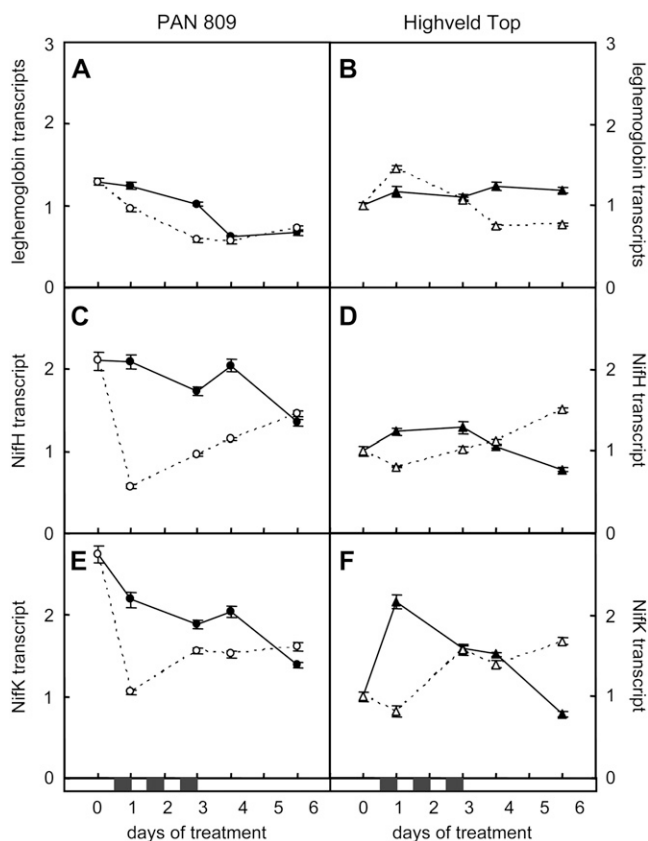 PAN 809 Highveld Top
3 3
A B
leghemoglobin transcripts leghemoglobin transcripts
2 2
1 1
0 0
C D
NifH transcript NifH transcript
2 2
1 1
0 0
E F
NifK transcript NifK transcript
2 2
1 1
0 0
0 1 2 3 4 5 6 0 1 2 3 4 5 6
days of treatment days of treatment